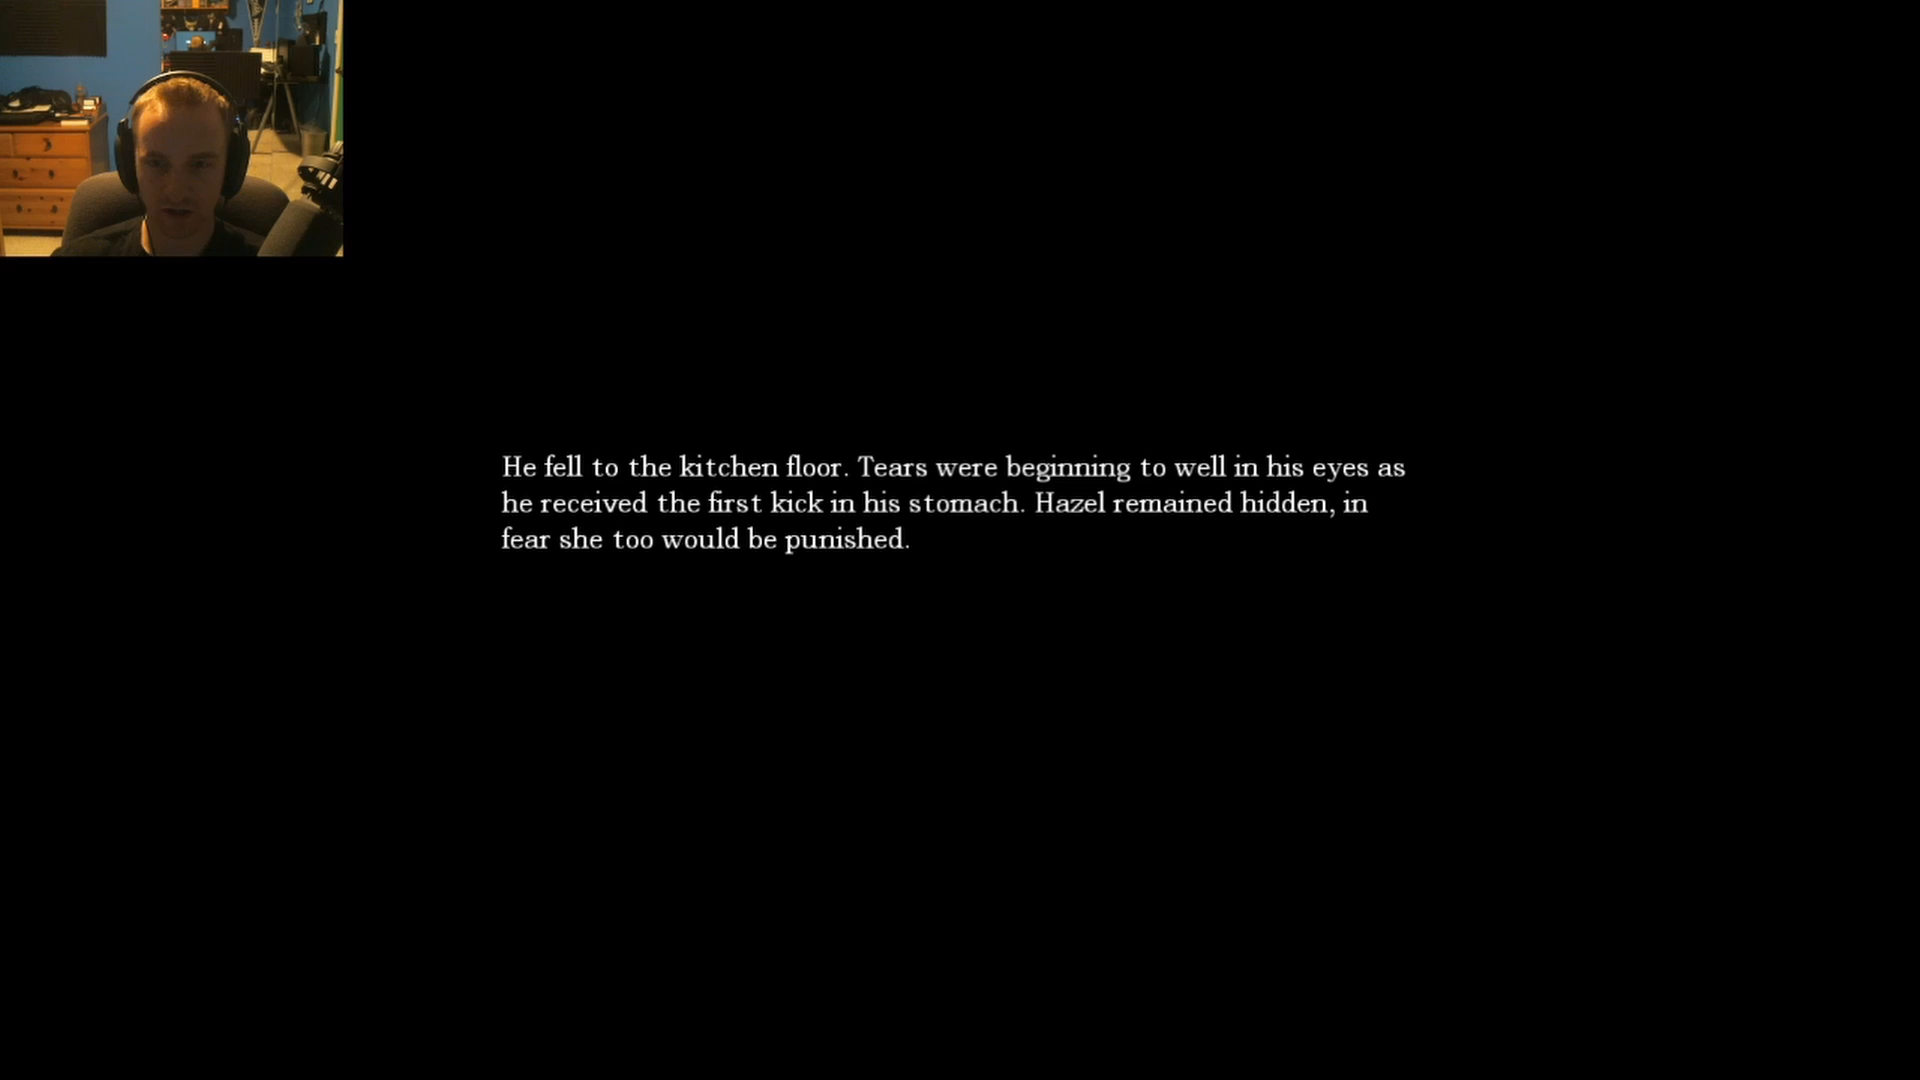 He fell to the kitchen floor. Tears were beginning to well in his eyes as
he received the first kick in his stomach. Hazel remained hidden, in
fear she too would be punished.